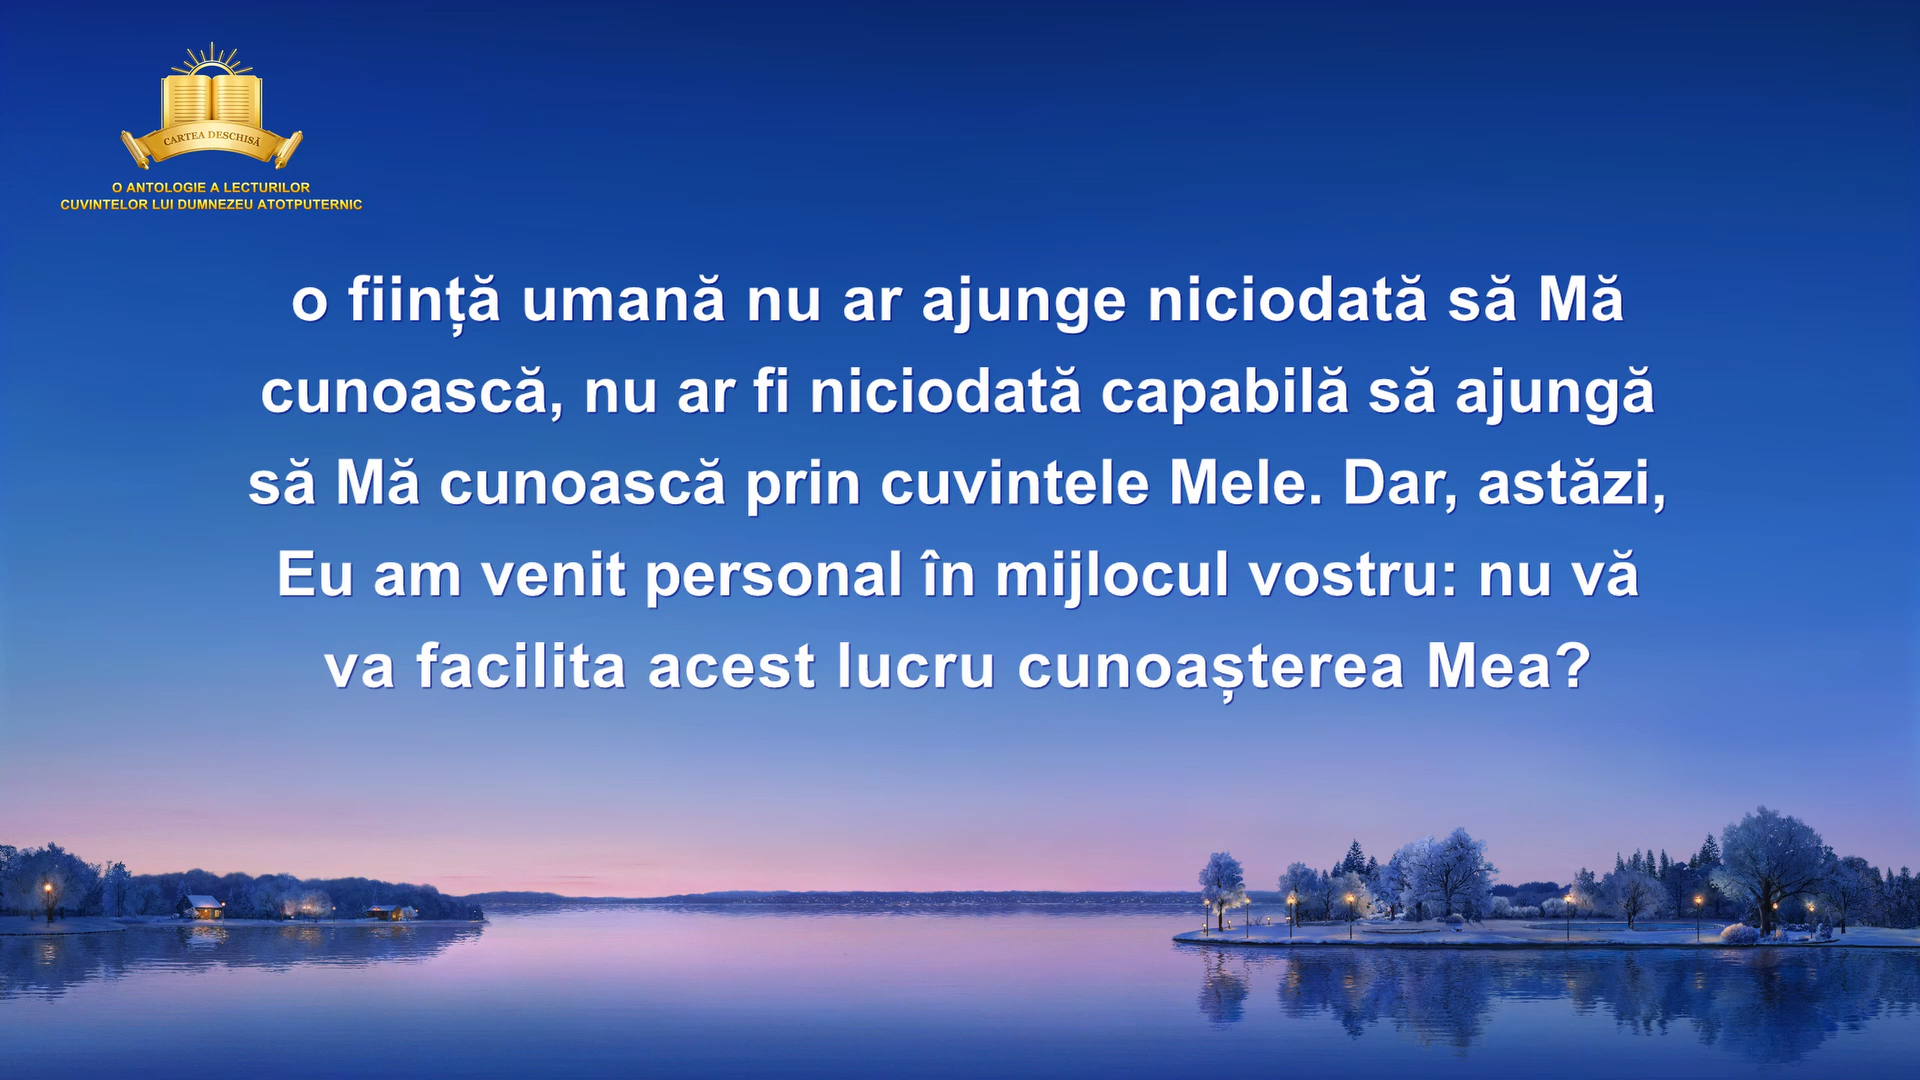 CARTEA DESCHISĂ
O ANTOLOGIE A LECTURILOR
CUVINTELOR LUI DUMNEZEU ATOTPUTERNIC
o ființă umană nu ar ajunge niciodată să Mă
cunoască, nu ar fi niciodată capabilă să ajungă
să Mă cunoască prin cuvintele Mele. Dar, astăzi,
Eu am venit personal în mijlocul vostru: nu vă
va facilita acest lucru cunoașterea Mea?